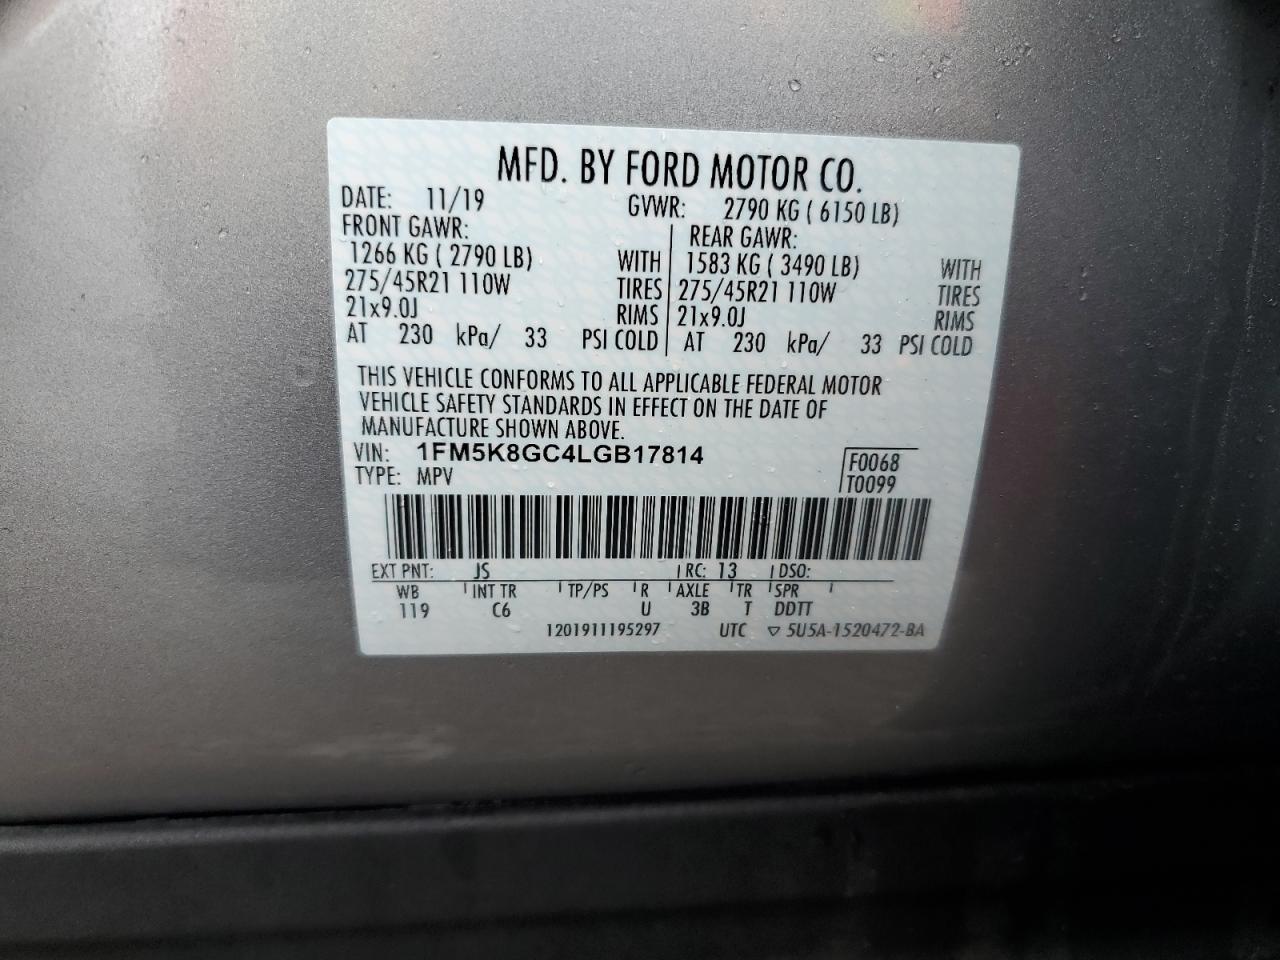 MFD. BY FORD MOTOR CO.
DATE: 11/19 GVWR: 2790 KG ( 6150 LB)
FRONT GAWR: REAR GAWR:
1266 KG ( 2790 LB) WITH 1583 KG ( 3490 LB) WITH
275/45R21 110W TIRES 275/45R21 110W TIRES
21x9.0J RIMS 21x9.0J RIMS
AT 230 kPa/ 33 PSI COLD AT 230 kPa/ 33 PSI COLD
THIS VEHICLE CONFORMS TO ALL APPLICABLE FEDERAL MOTOR
VEHICLE SAFETY STANDARDS IN EFFECT ON THE DATE OF
MANUFACTURE SHOWN ABOVE.
VIN: 1FM5K8GC4LGB17814 F0068
TYPE: MPV T0099
EXT PNT: JS RC: 13 DSO:
WB INT TR TP/PS R AXLE TR SPR
119 C6 U 3B T DDTT
1201911195297 UTC ▽ 5U5A-1520472-BA